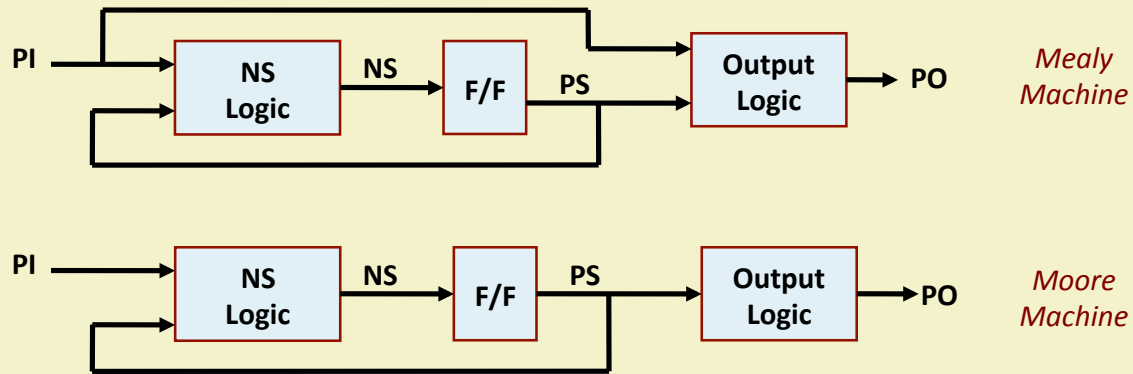 PI
NS
Logic
NS
F/F
PS
Output
Logic
PO
Mealy
Machine
PI
NS
Logic
NS
F/F
PS
Output
Logic
PO
Moore
Machine